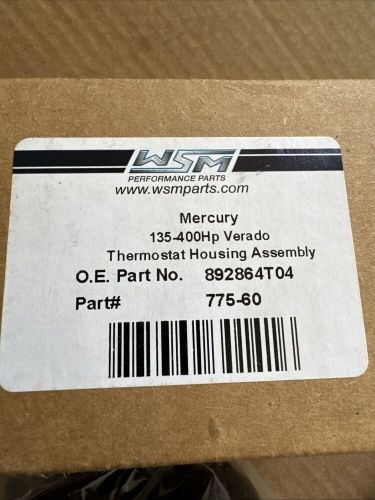 WSM
PERFORMANCE PARTS
www.wsmparts.com
Mercury
135-400Hp Verado
Thermostat Housing Assembly
O.E. Part No. 892864T04
Part# 775-60